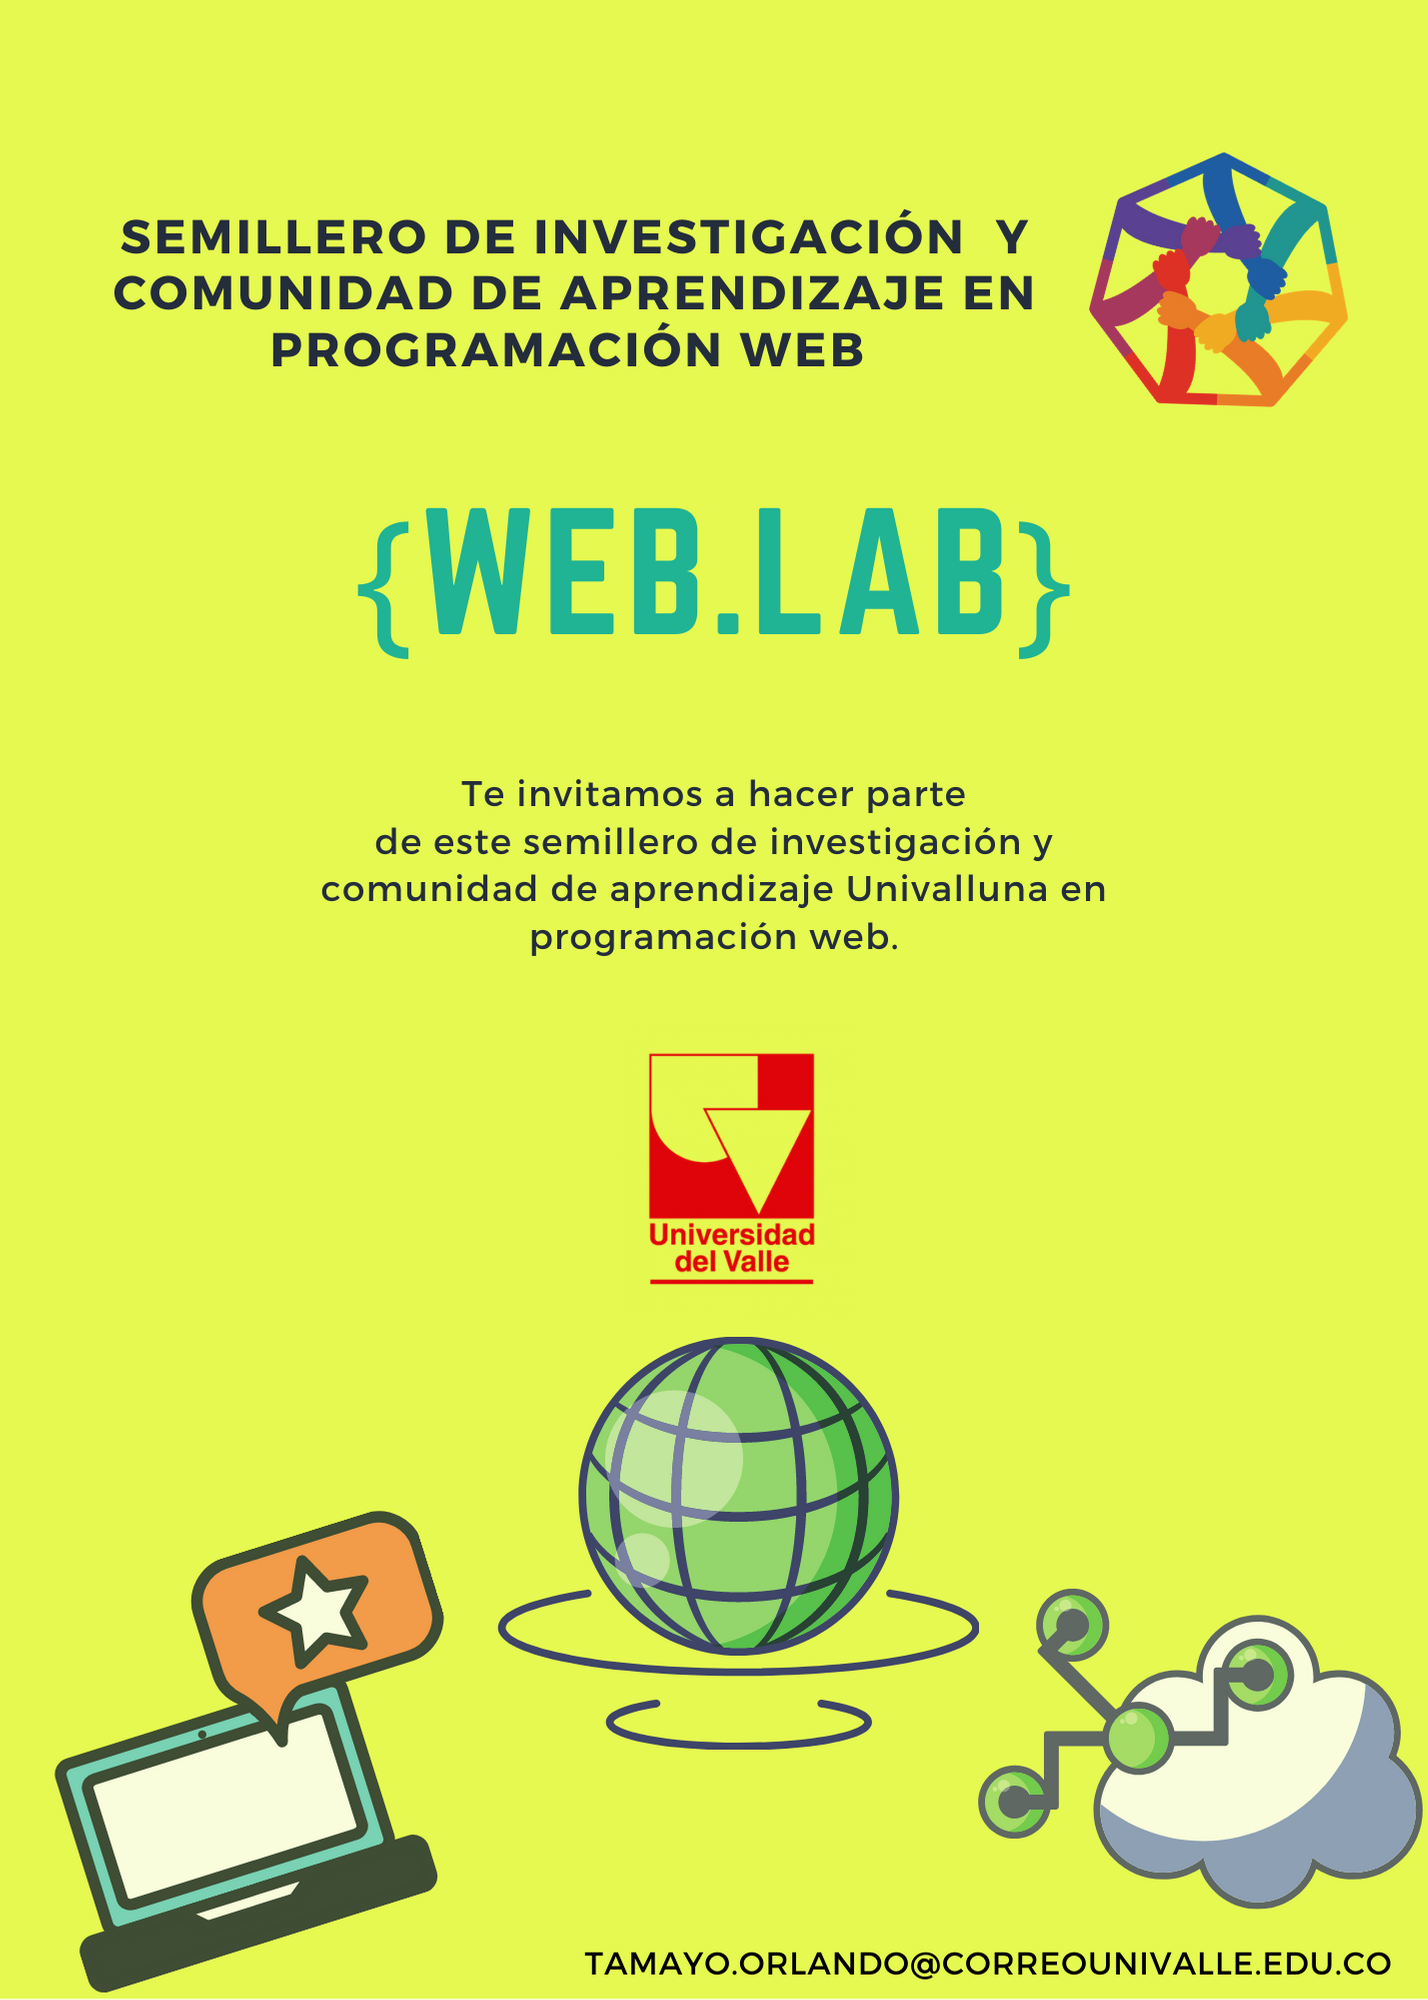 SEMILLERO DE INVESTIGACIÓN Y
COMUNIDAD DE APRENDIZAJE EN
PROGRAMACIÓN WEB
{WEB.LAB}
Te invitamos a hacer parte
de este semillero de investigación y
comunidad de aprendizaje Univalluna en
programación web.
Universidad
del Valle
TAMAYO.ORLANDO@CORREOUNIVALLE.EDU.CO